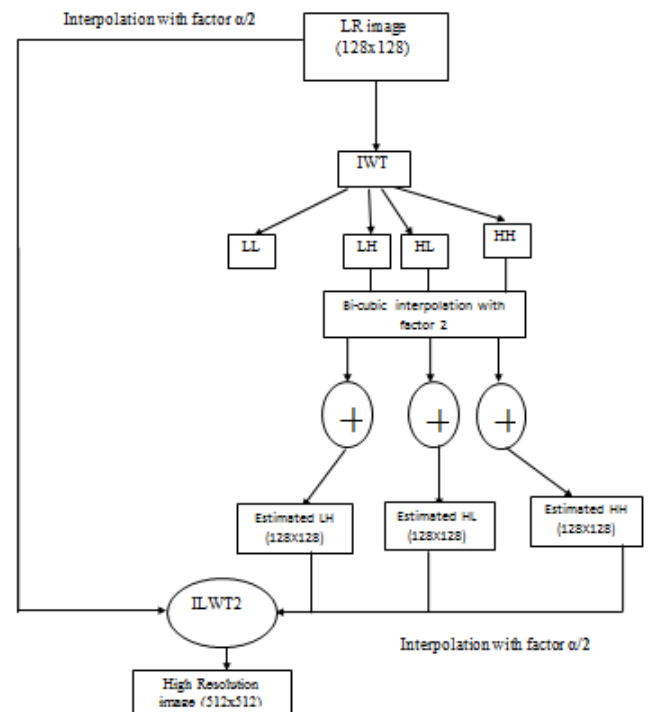 Interpolation with factor α/2
LR image
(128x128)
IWT
LL
LH
HL
HH
Bi-cubic interpolation with
factor 2
+
+
+
Estimated LH
(128X128)
Estimated HL
(128X128)
Estimated HH
(128X128)
ILWT2
Interpolation with factor α/2
High Resolution
image (512x512)